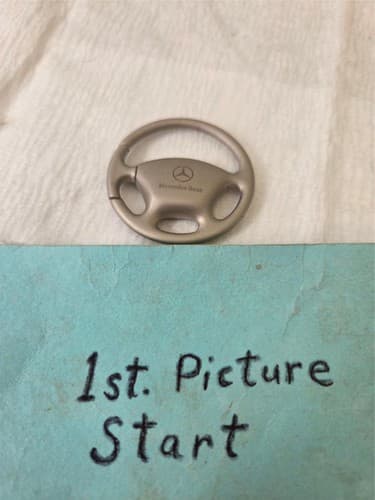 Mercedes-Benz
1st. Picture
Start